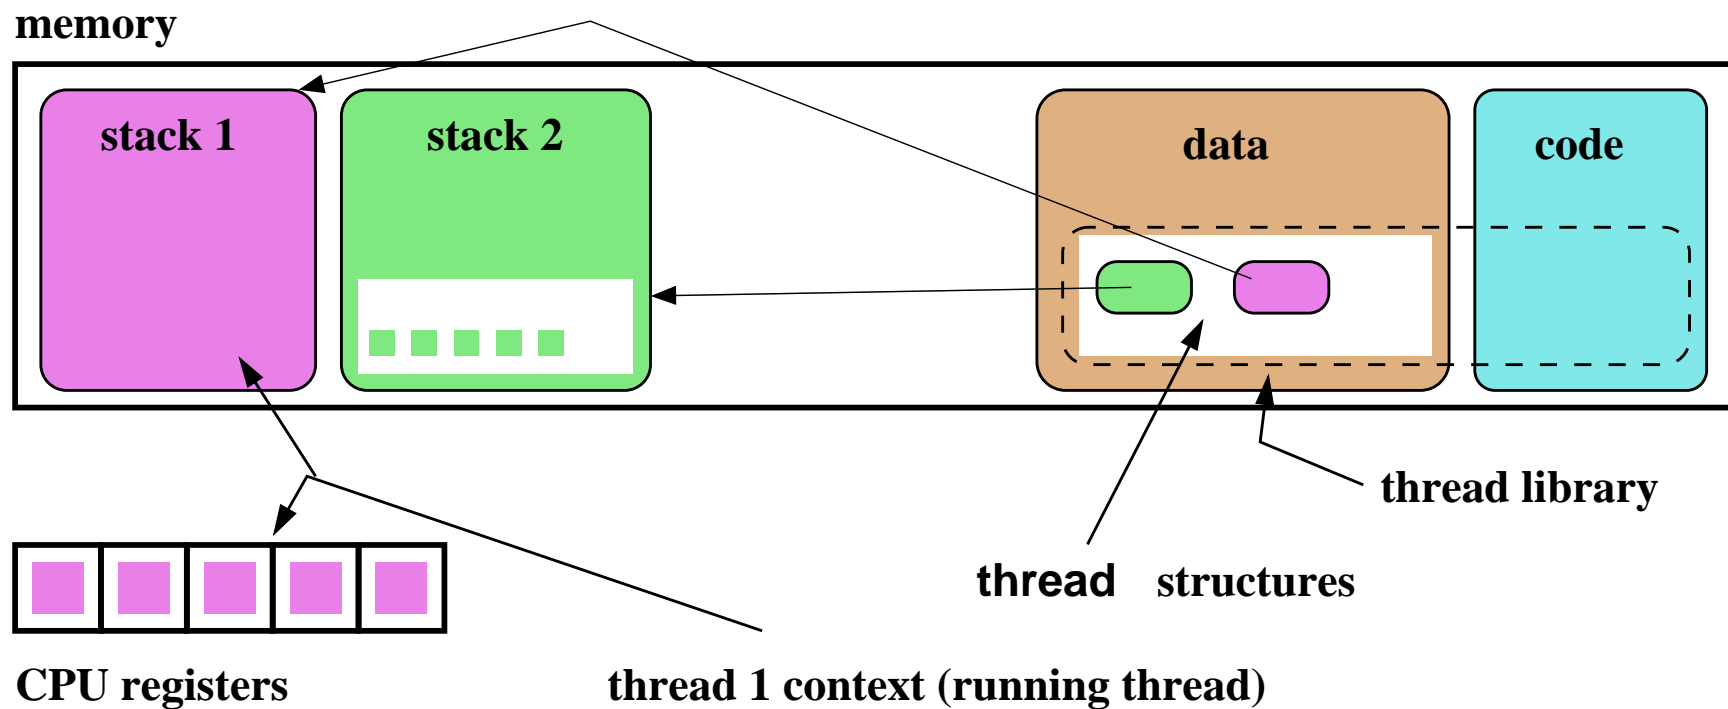 memory
stack 1
stack 2
data
code
thread library
thread structures
CPU registers
thread 1 context (running thread)